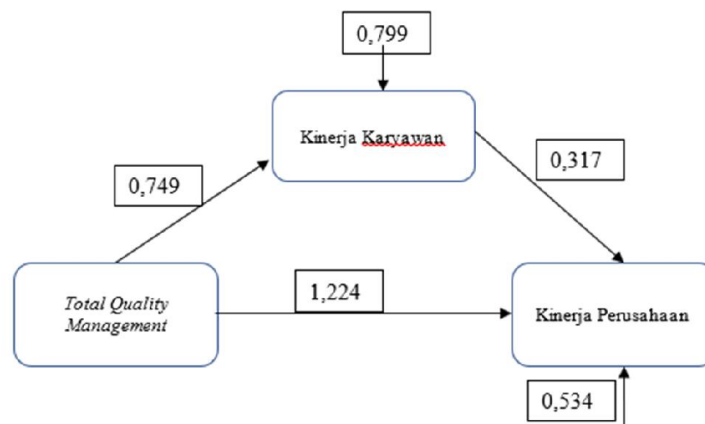 0,799
Kinerja Karyawan
0,749
0,317
Total Quality
Management
1,224
Kinerja Perusahaan
0,534